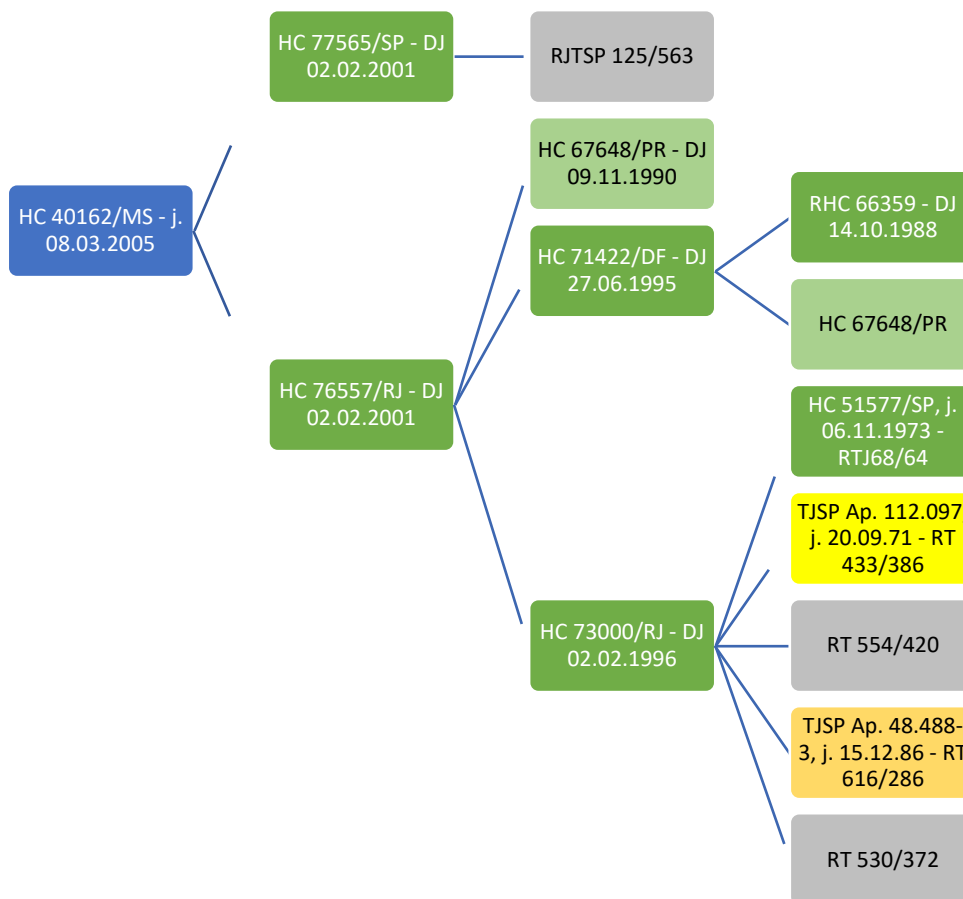 HC 77565/SP - DJ
02.02.2001
RJTSP 125/563
HC 67648/PR - DJ
09.11.1990
HC 40162/MS - j.
08.03.2005
RHC 66359 - DJ
14.10.1988
HC 71422/DF - DJ
27.06.1995
HC 67648/PR
HC 76557/RJ - DJ
02.02.2001
HC 51577/SP, j.
06.11.1973 -
RTJ68/64
TJSP Ap. 112.097
j. 20.09.71 - RT
433/386
HC 73000/RJ - DJ
02.02.1996
RT 554/420
TJSP Ap. 48.488-
3, j. 15.12.86 - RT
616/286
RT 530/372